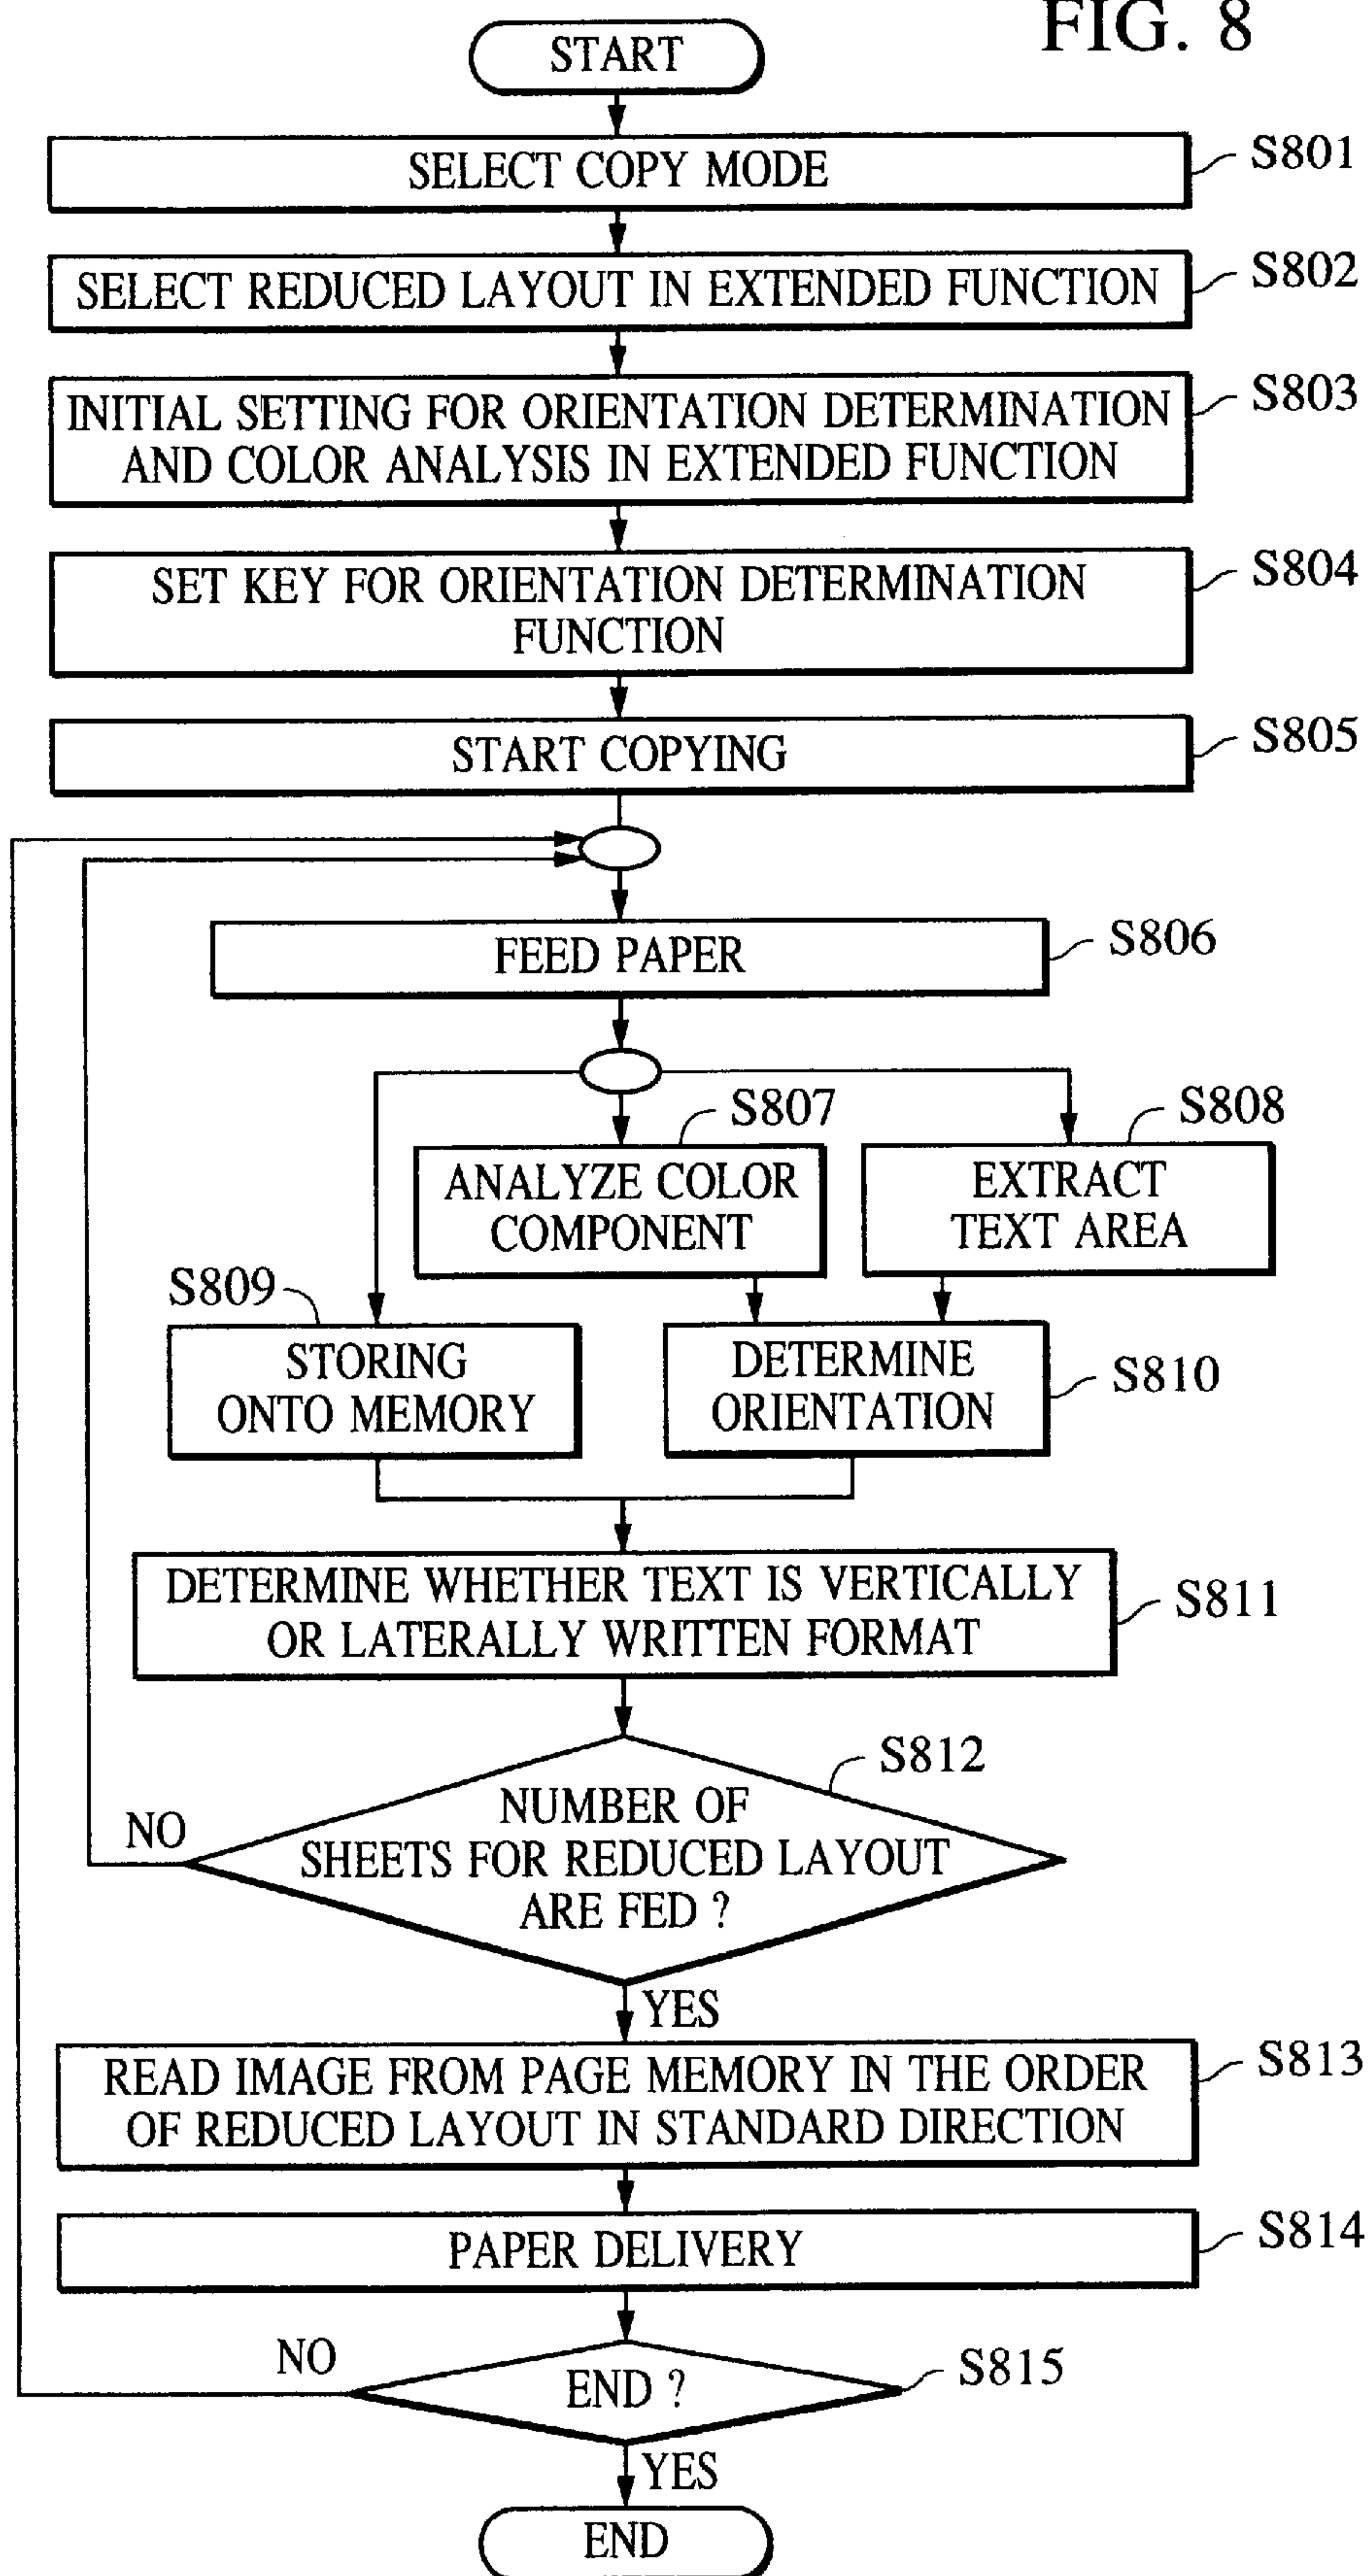 FIG. 8
START
SELECT COPY MODE
S801
SELECT REDUCED LAYOUT IN EXTENDED FUNCTION
S802
INITIAL SETTING FOR ORIENTATION DETERMINATION
AND COLOR ANALYSIS IN EXTENDED FUNCTION
S803
SET KEY FOR ORIENTATION DETERMINATION
FUNCTION
S804
START COPYING
S805
FEED PAPER
S806
S807
ANALYZE COLOR
COMPONENT
S808
EXTRACT
TEXT AREA
S809
STORING
ONTO MEMORY
DETERMINE
ORIENTATION
S810
DETERMINE WHETHER TEXT IS VERTICALLY
OR LATERALLY WRITTEN FORMAT
S811
S812
NUMBER OF
SHEETS FOR REDUCED LAYOUT
ARE FED ?
NO
YES
READ IMAGE FROM PAGE MEMORY IN THE ORDER
OF REDUCED LAYOUT IN STANDARD DIRECTION
S813
PAPER DELIVERY
S814
NO
END ?
S815
YES
END